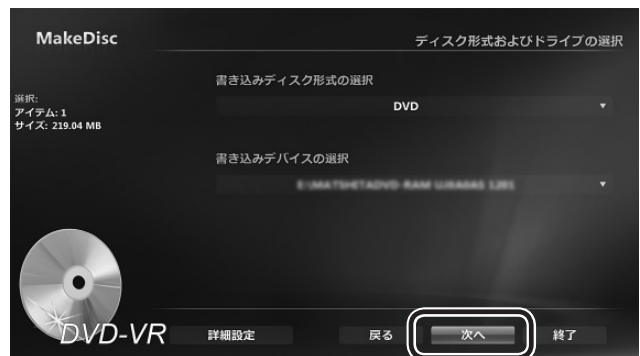 MakeDisc
ディスク形式およびドライブの選択
書き込みディスク形式の選択
DVD
選択:
アイテム: 1
サイズ: 219.04 MB
書き込みデバイスの選択
DVD-VR
詳細設定
戻る
次へ
終了